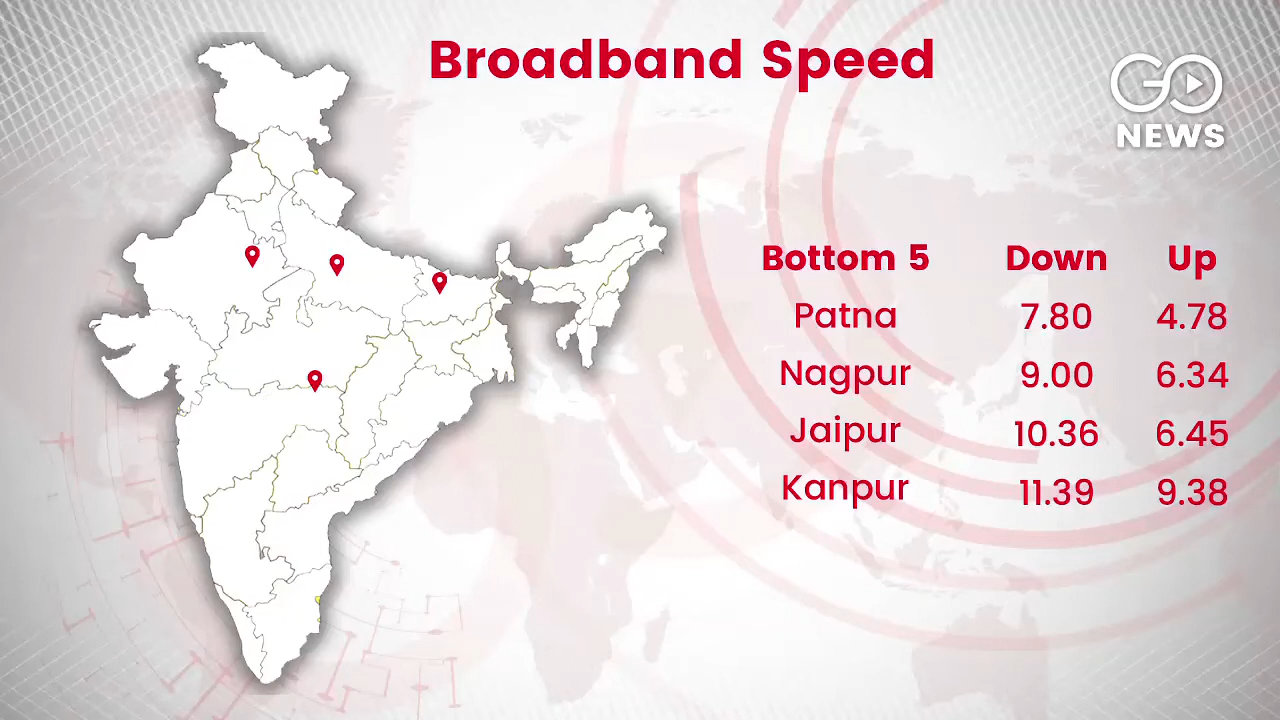 Broadband Speed
GO
NEWS
Bottom 5 Down Up
Patna 7.80 4.78
Nagpur 9.00 6.34
Jaipur 10.36 6.45
Kanpur 11.39 9.38